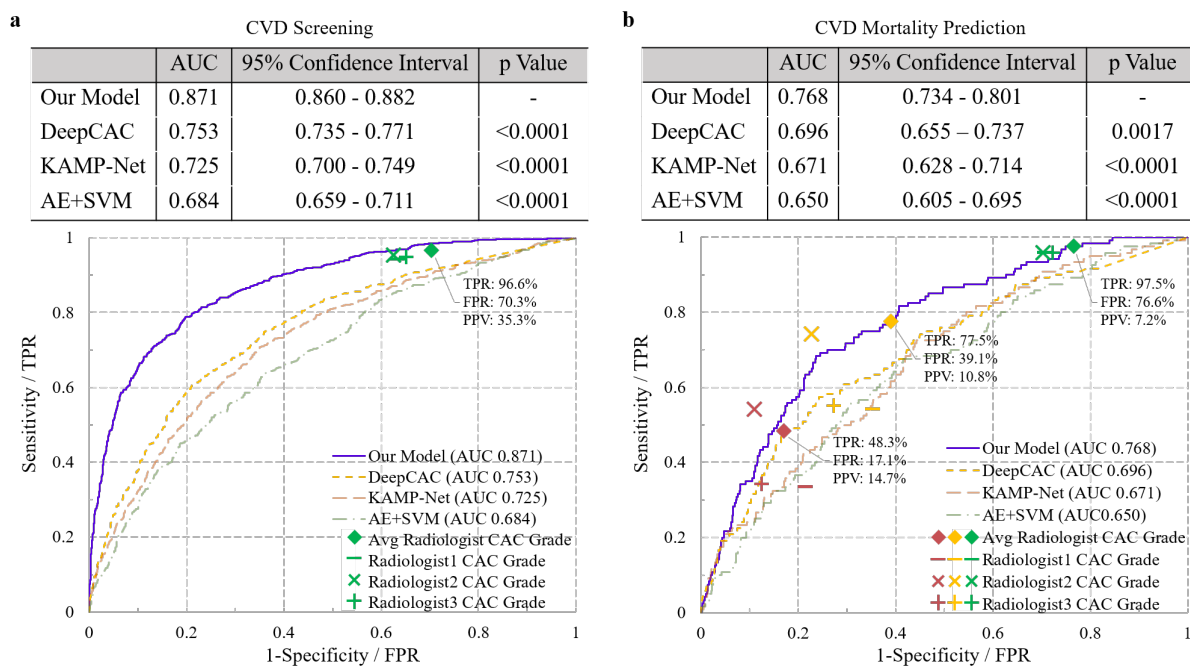 a
CVD Screening
AUC 95% Confidence Interval p Value
Our Model 0.871 0.860 - 0.882 -
DeepCAC 0.753 0.735 - 0.771 <0.0001
KAMP-Net 0.725 0.700 - 0.749 <0.0001
AE+SVM 0.684 0.659 - 0.711 <0.0001
Sensitivity / TPR
1
0.8
0.6
0.4
0.2
0
TPR: 96.6%
FPR: 70.3%
PPV: 35.3%
Our Model (AUC 0.871)
DeepCAC (AUC 0.753)
KAMP-Net (AUC 0.725)
AE+SVM (AUC 0.684)
Avg Radiologist CAC Grade
Radiologist1 CAC Grade
Radiologist2 CAC Grade
Radiologist3 CAC Grade
0 0.2 0.4 0.6 0.8 1
1-Specificity / FPR
b
CVD Mortality Prediction
AUC 95% Confidence Interval p Value
Our Model 0.768 0.734 - 0.801 -
DeepCAC 0.696 0.655 – 0.737 0.0017
KAMP-Net 0.671 0.628 - 0.714 <0.0001
AE+SVM 0.650 0.605 - 0.695 <0.0001
Sensitivity / TPR
1
0.8
0.6
0.4
0.2
0
TPR: 97.5%
FPR: 76.6%
PPV: 7.2%
TPR: 77.5%
FPR: 39.1%
PPV: 10.8%
TPR: 48.3%
FPR: 17.1%
PPV: 14.7%
Our Model (AUC 0.768)
DeepCAC (AUC 0.696)
KAMP-Net (AUC 0.671)
AE+SVM (AUC0.650)
Avg Radiologist CAC Grade
Radiologist1 CAC Grade
Radiologist2 CAC Grade
Radiologist3 CAC Grade
0 0.2 0.4 0.6 0.8 1
1-Specificity / FPR